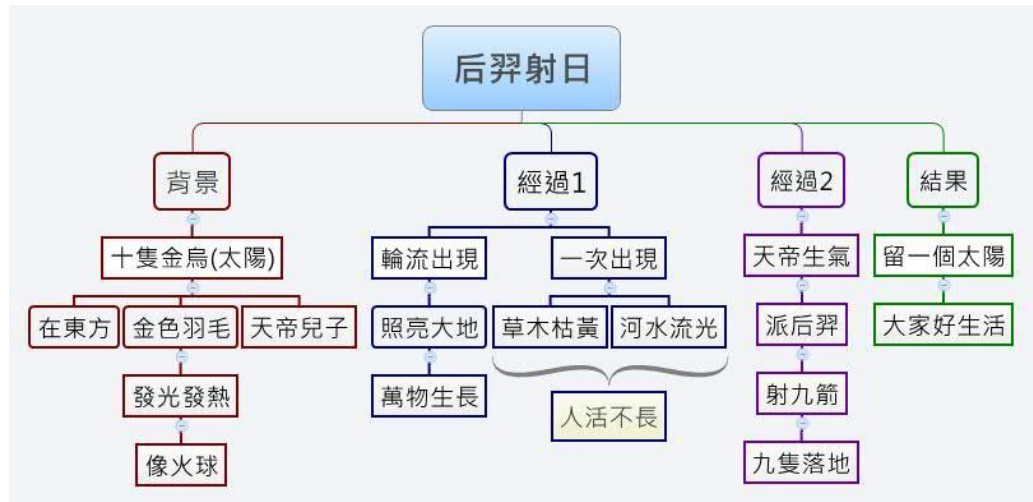 后羿射日
背景
經過1
經過2
結果
十隻金烏(太陽)
輪流出現
一次出現
天帝生氣
留一個太陽
在東方
金色羽毛
天帝兒子
照亮大地
草木枯黃
河水流光
派后羿
大家好生活
發光發熱
萬物生長
人活不長
射九箭
像火球
九隻落地